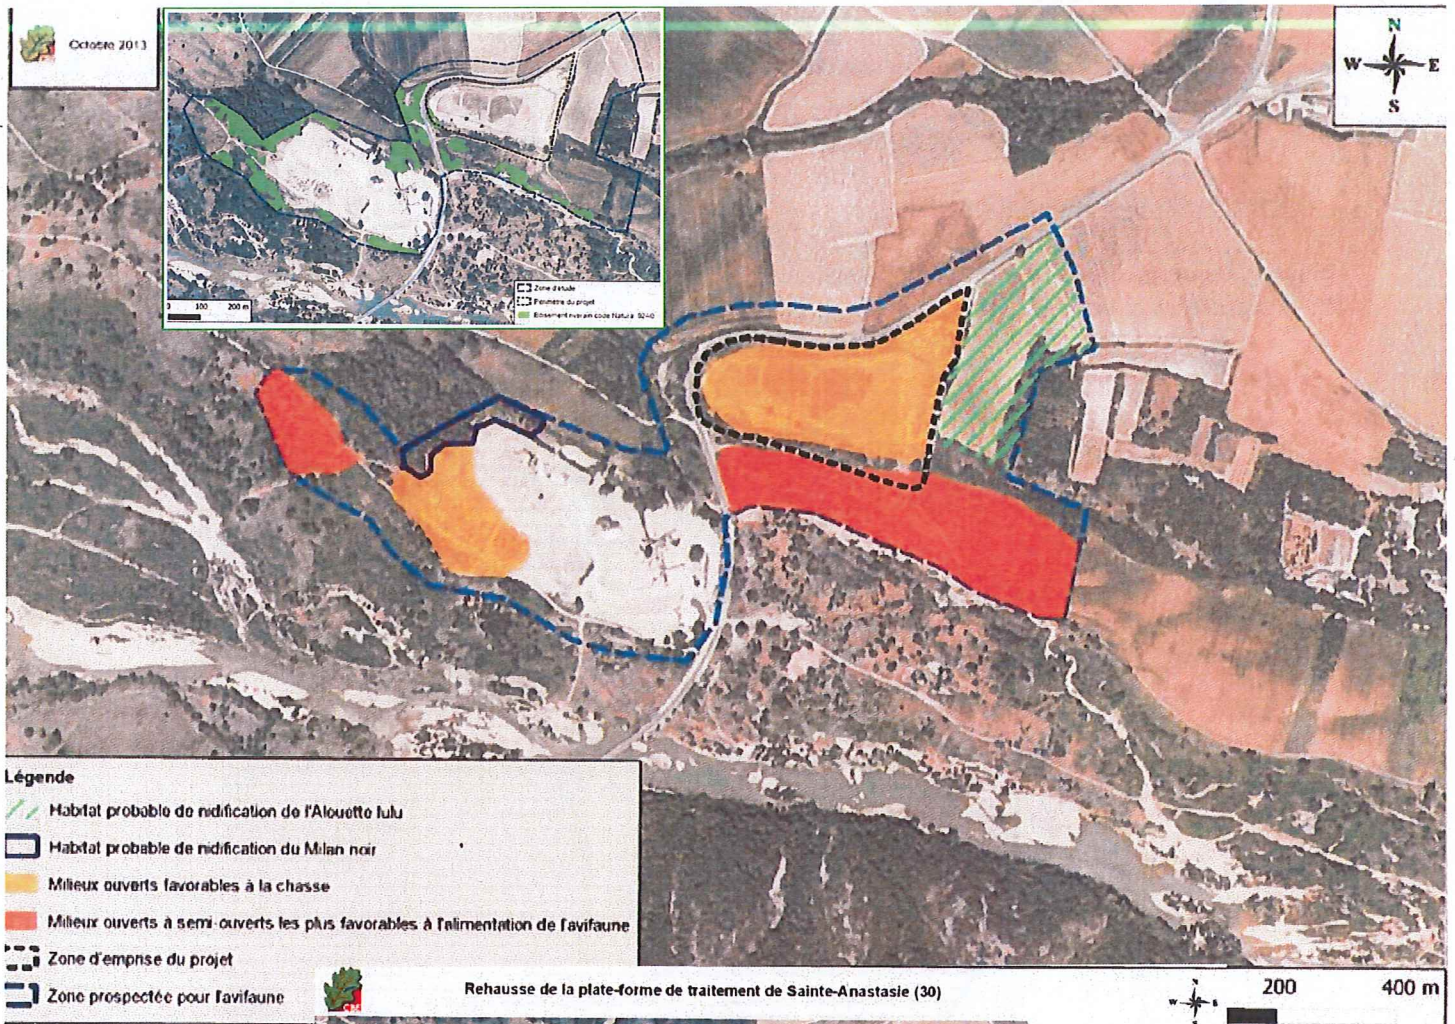 Octobre 2013
N
W E
S
Zone d'étude
Périmètre du projet
0 100 200 m
Légende
Habitat probable de nidification de l'Alouette lulu
Habitat probable de nidification du Milan noir
Milieux ouverts favorables à la chasse
Milieux ouverts à semi-ouverts les plus favorables à l'alimentation de l'avifaune
Zone d'emprise du projet
Zone prospectée pour l'avifaune
CBE
Rehausse de la plate-forme de traitement de Sainte-Anastasie (30)
200 400 m